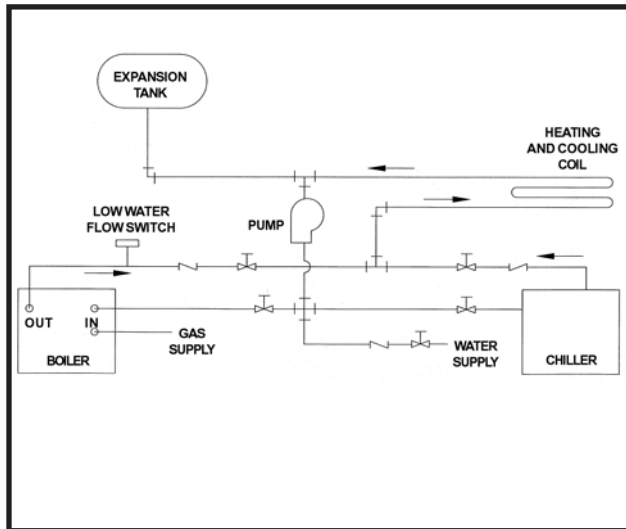 EXPANSION
TANK
HEATING
AND COOLING
COIL
LOW WATER
FLOW SWITCH
PUMP
OUT
IN
GAS
SUPPLY
BOILER
WATER
SUPPLY
CHILLER